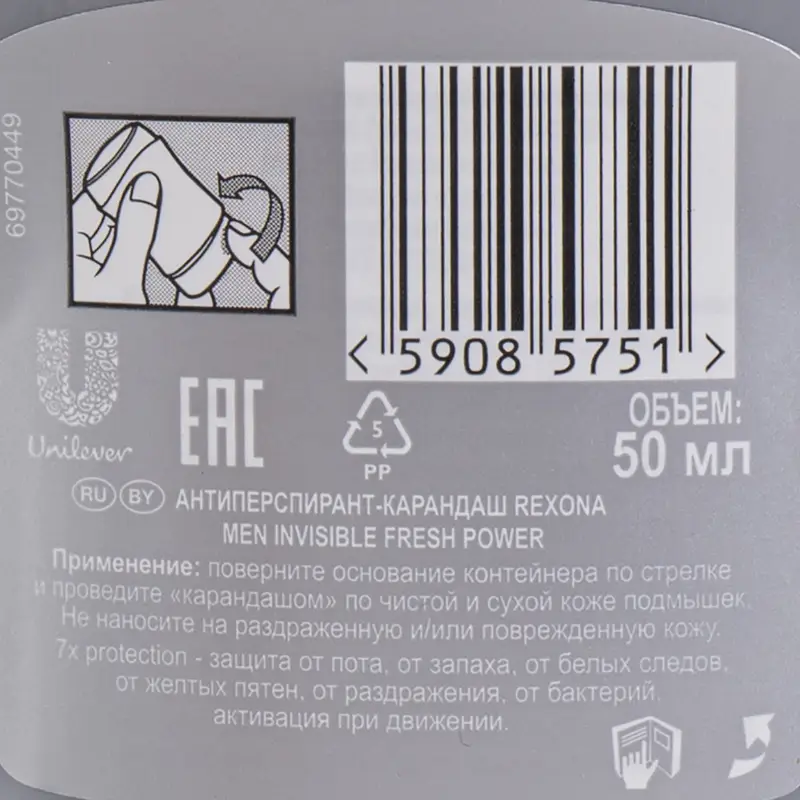 69770449
< 5908 5751 >
Unilever
EAC
5
PP
ОБЪЕМ:
50 мл
RU BY АНТИПЕРСПИРАНТ-КАРАНДАШ REXONA
MEN INVISIBLE FRESH POWER
Применение: поверните основание контейнера по стрелке
и проведите «карандашом» по чистой и сухой коже подмышек.
Не наносите на раздраженную и/или поврежденную кожу.
7x protection - защита от пота, от запаха, от белых следов,
от желтых пятен, от раздражения, от бактерий,
активация при движении.